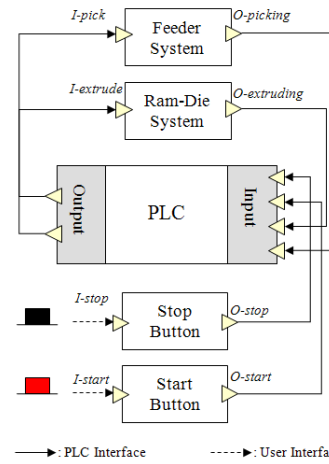 I-pick
Feeder
System
O-picking
I-extrude
Ram-Die
System
O-extruding
Output
PLC
Input
I-stop
Stop
Button
O-stop
I-start
Start
Button
O-start
: PLC Interface
: User Interfa